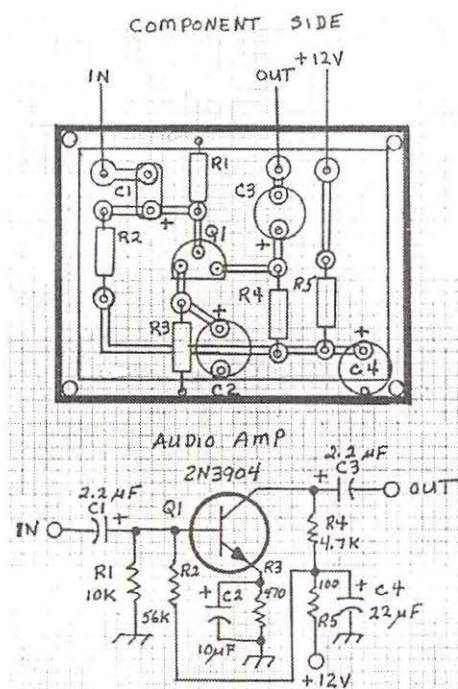 COMPONENT SIDE
IN
OUT
+12V
R1
C1
C3
+
R2
Q1
+
R4
R5
R3
+
+
C2
C.4
AUDIO AMP
2N3904
2.2µF
C3
+
OUT
2.2µF
C1
+
Q1
IN
R4
4.7K
R1
10K
R2
56K
R3
470
+
C2
10µF
100
R5
+
C4
22µF
+12V